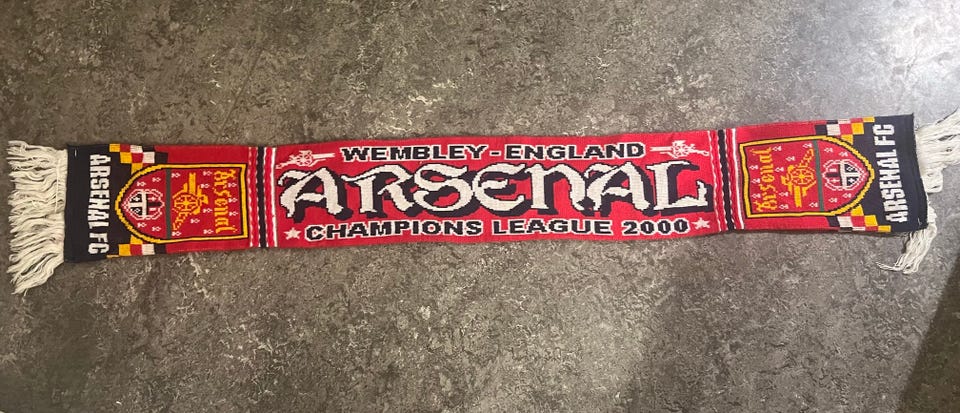 ARSENAL FC
Arsenal
WEMBLEY-ENGLAND
ARSENAL
CHAMPIONS LEAGUE 2000
Arsenal
ARSENAL FC